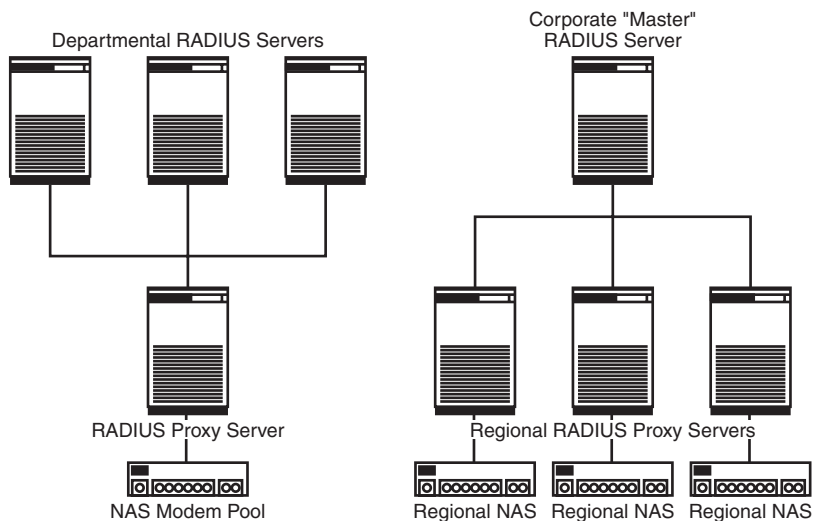 Departmental RADIUS Servers
Corporate "Master"
RADIUS Server
RADIUS Proxy Server
Regional RADIUS Proxy Servers
NAS Modem Pool
Regional NAS
Regional NAS
Regional NAS